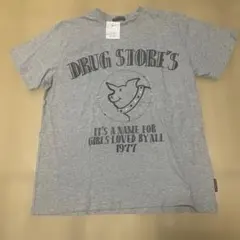 DRUG STORE'S
IT'S A NAME FOR
GIRLS LOVED BY ALL
1977